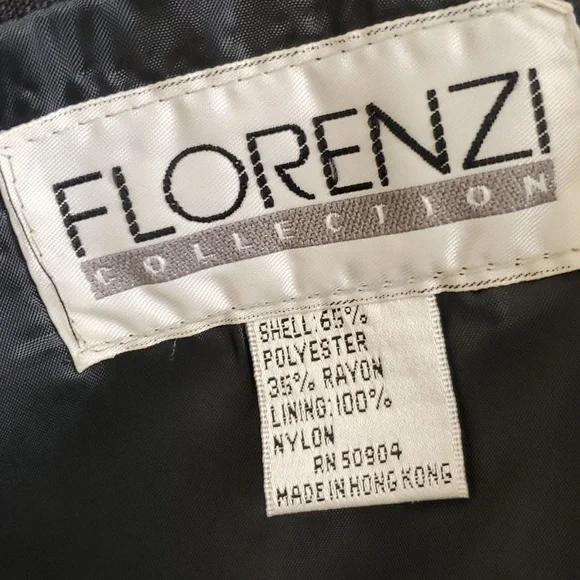 FLORENZI
COLLECTION
SHELL:65%
POLYESTER
35% RAYON
LINING:100%
NYLON
RN 50904
MADE IN HONG KONG